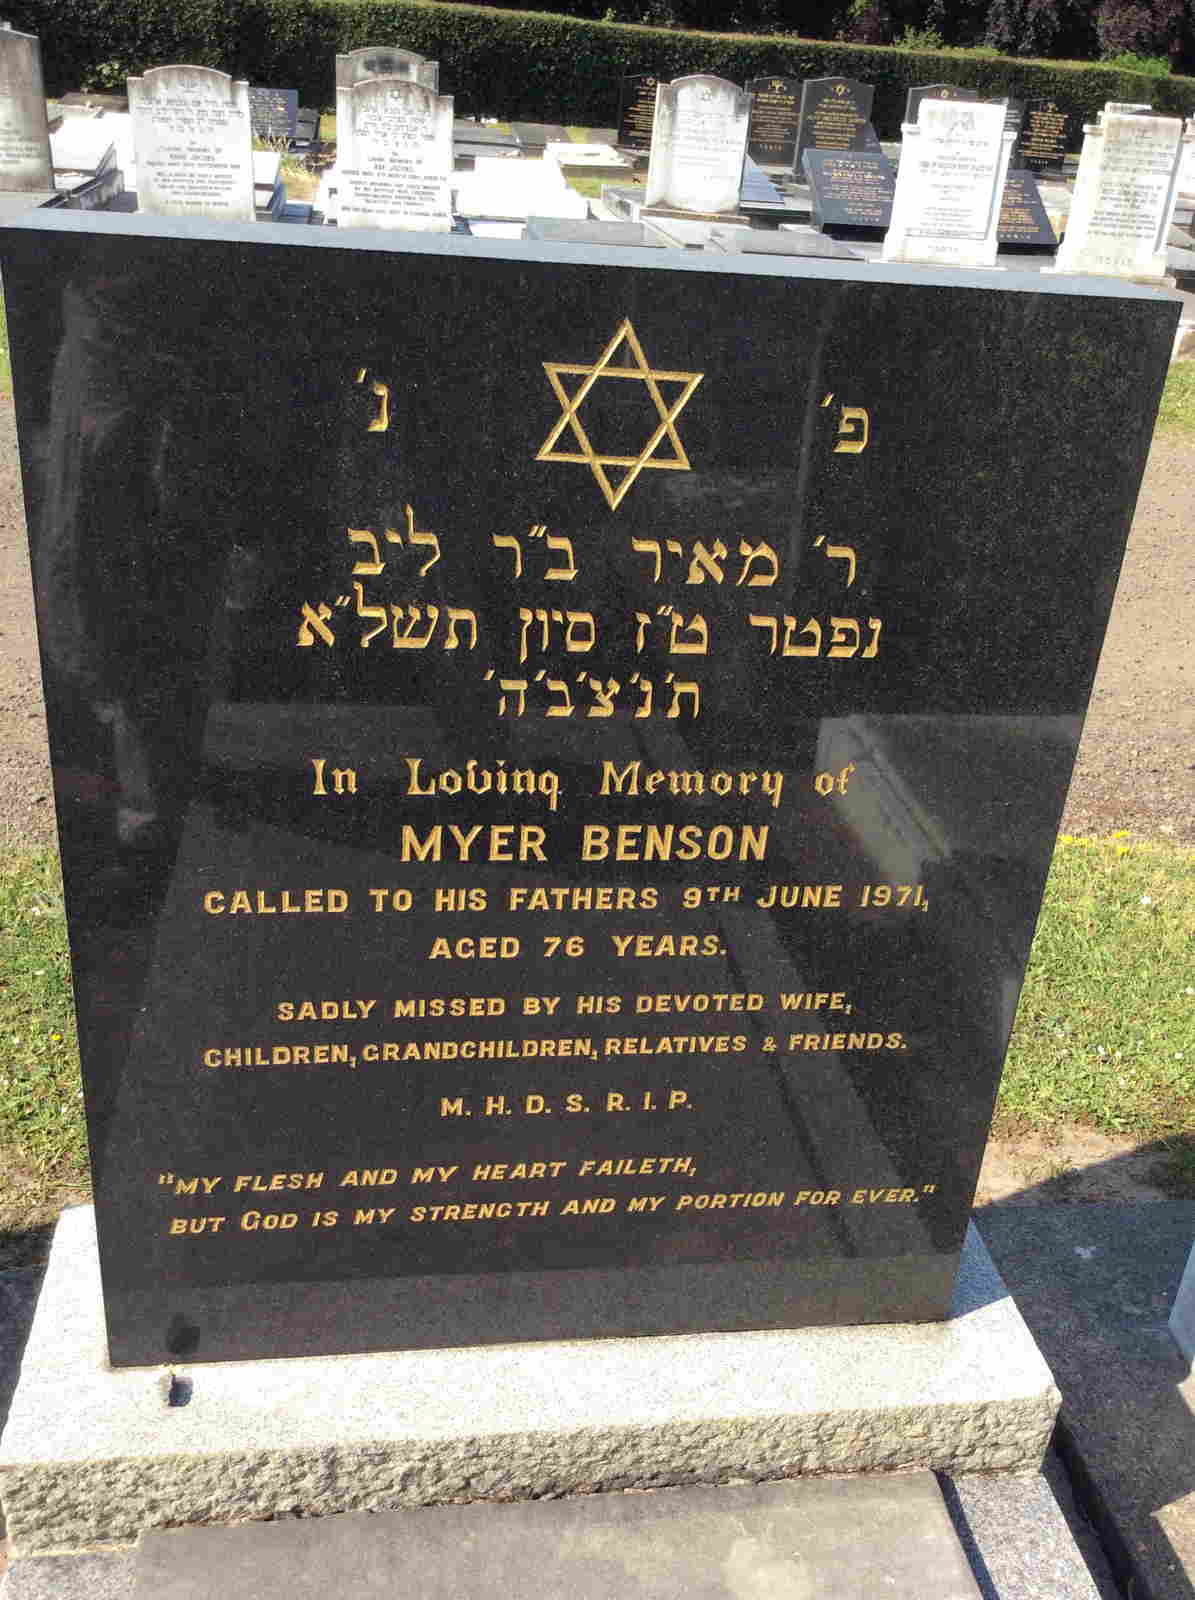 פ' נ'
ר' מאיר ב"ר ליב
נפטר ט"ז סיון תשל"א
ת'נ'צ'ב'ה'
In Loving Memory of
MYER BENSON
CALLED TO HIS FATHERS 9TH JUNE 1971,
AGED 76 YEARS.
SADLY MISSED BY HIS DEVOTED WIFE,
CHILDREN, GRANDCHILDREN, RELATIVES & FRIENDS.
M. H. D. S. R. I. P.
"MY FLESH AND MY HEART FAILETH,
BUT GOD IS MY STRENGTH AND MY PORTION FOR EVER."